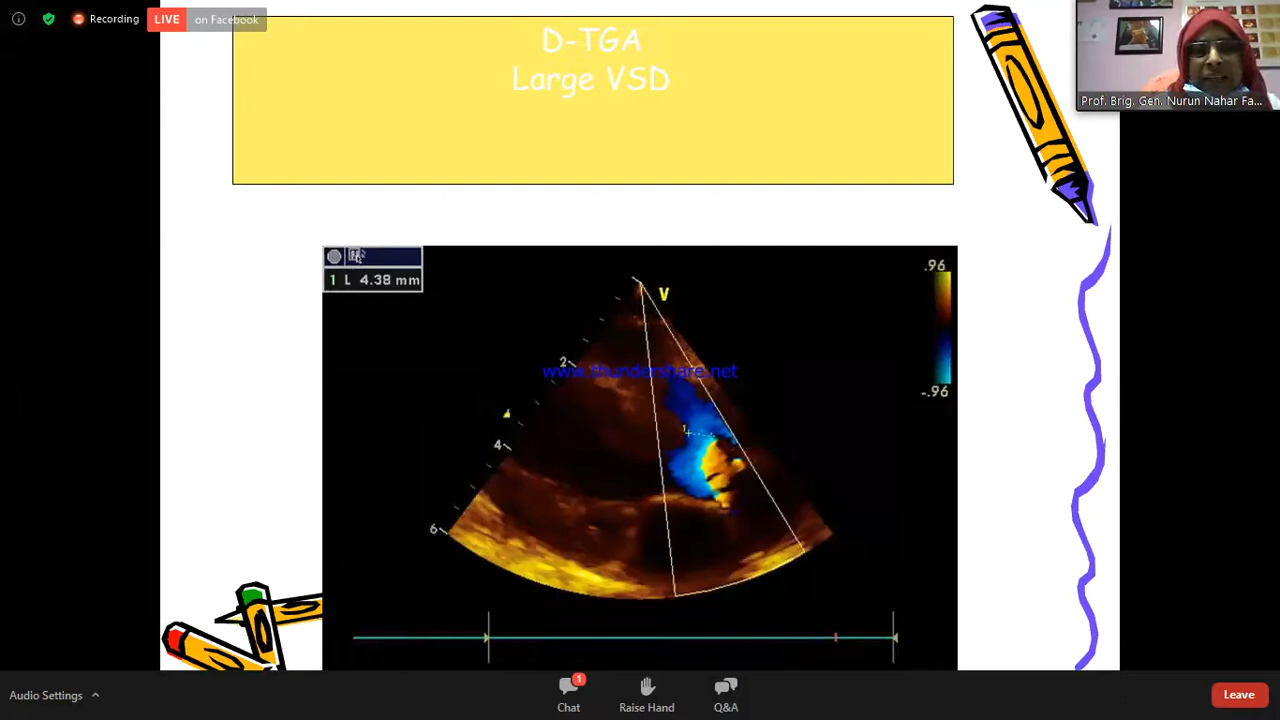 Recording
LIVE on Facebook
D-TGA
Large VSD
Prof. Brig. Gen. Nurun Nahar Fa...
1 L 4.38 mm
V
.96
-.96
2
www.thundershare.net
1
4
6
Audio Settings
1
Chat
Raise Hand
Q&A
Leave